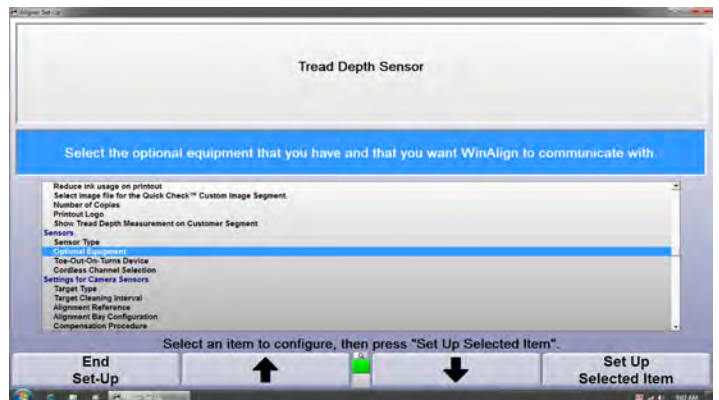 Aligner Set-Up
Tread Depth Sensor
Select the optional equipment that you have and that you want WinAlign to communicate with.
Reduce ink usage on printout
Select image file for the Quick Check™ Custom Image Segment.
Number of Copies
Printout Logo
Show Tread Depth Measurement on Customer Segment
Sensors
Sensor Type
Optional Equipment
Toe-Out-On-Turns Device
Cordless Channel Selection
Settings for Camera Sensors
Target Type
Target Cleaning Interval
Alignment Reference
Alignment Bay Configuration
Compensation Procedure
Select an item to configure, then press "Set Up Selected Item".
End
Set-Up
Set Up
Selected Item